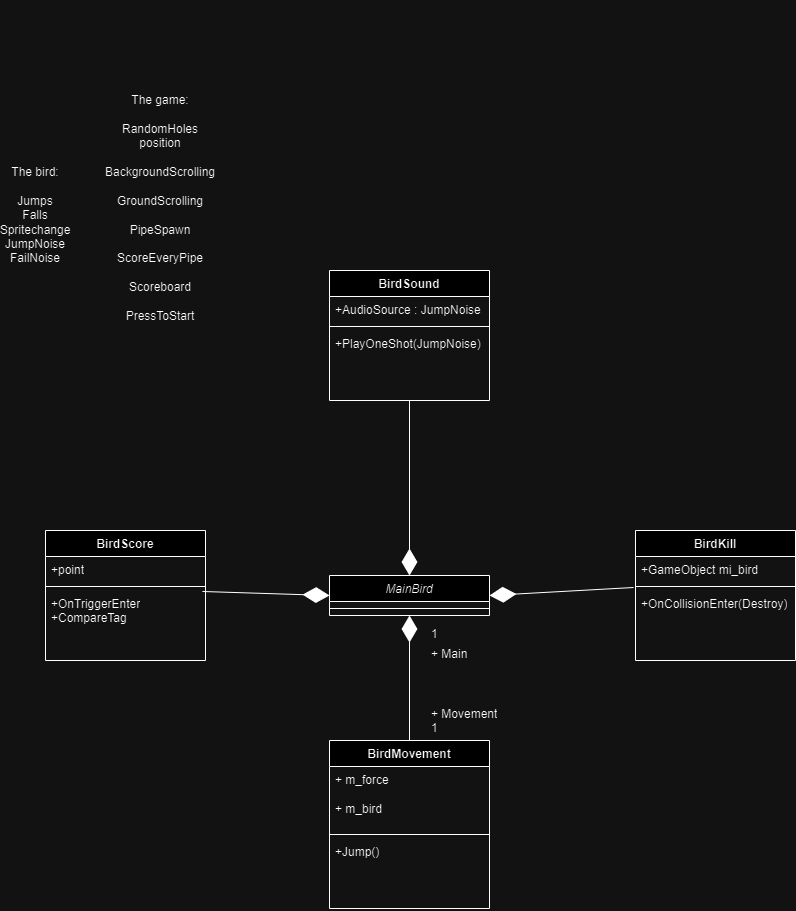 The game:
RandomHoles
position
BackgroundScrolling
GroundScrolling
PipeSpawn
ScoreEveryPipe
Scoreboard
PressToStart
The bird:
Jumps
Falls
Spritechange
JumpNoise
FailNoise
BirdSound
+AudioSource : JumpNoise
+PlayOneShot(JumpNoise)
BirdScore
+point
+OnTriggerEnter
+CompareTag
MainBird
1
+ Main
+ Movement
1
BirdKill
+GameObject mi_bird
+OnCollisionEnter(Destroy)
BirdMovement
+ m_force
+ m_bird
+Jump()